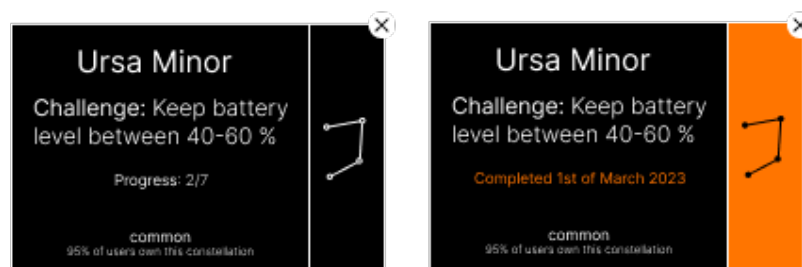 Ursa Minor
Challenge: Keep battery
level between 40-60 %
Progress: 2/7
common
95% of users own this constellation
Ursa Minor
Challenge: Keep battery
level between 40-60 %
Completed 1st of March 2023
common
95% of users own this constellation